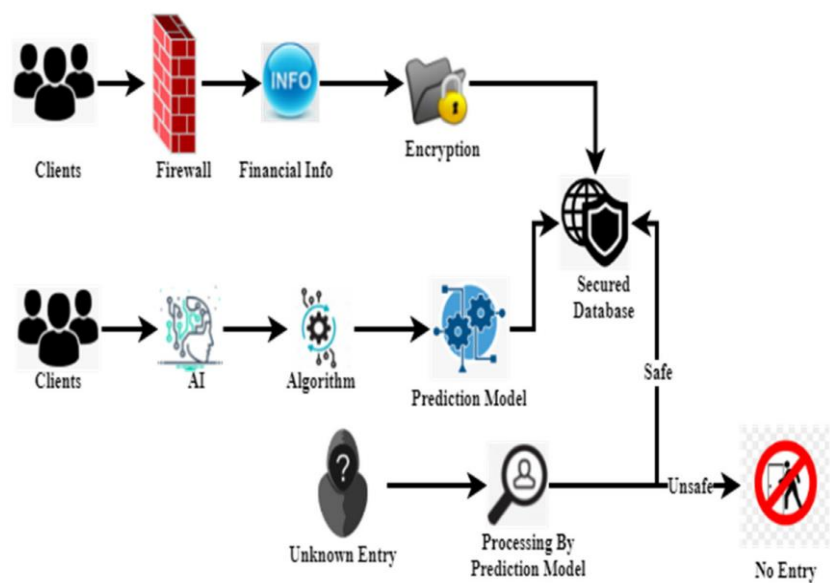 INFO
Clients
Firewall
Financial Info
Encryption
Secured
Database
Clients
AI
Algorithm
Prediction Model
Safe
?
Unsafe
Unknown Entry
Processing By
Prediction Model
No Entry